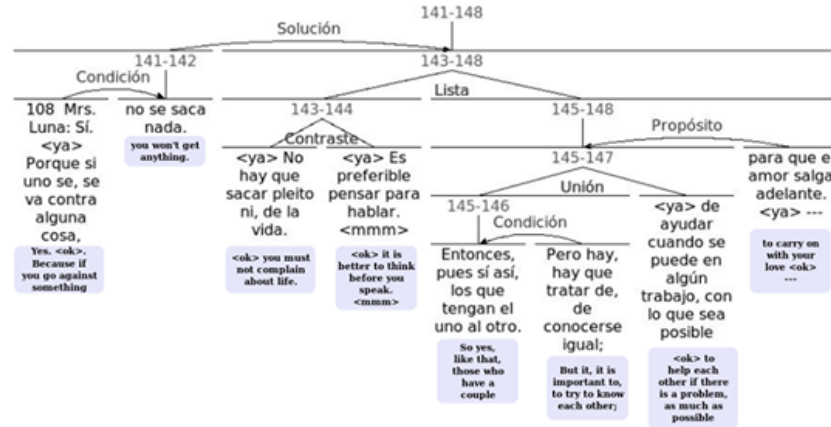 141-148
Solución
141-142
143-148
Condición
Lista
108 Mrs.
Luna: Sí.
<ya>
Porque si
uno se, se
va contra
alguna
cosa,
Yes. <ok>.
Because if
you go against
something
no se saca
nada.
you won't get
anything.
143-144
Contraste
<ya> No
hay que
sacar pleito
ni, de la
vida.
<ok> you must
not complain
about life.
<ya> Es
preferible
pensar para
hablar.
<mmm>
<ok> it is
better to think
before you
speak.
<mmm>
145-148
Propósito
145-147
Unión
145-146
Condición
Entonces,
pues sí así,
los que
tengan el
uno al otro.
So yes,
like that,
those who
have a
couple
Pero hay,
hay que
tratar de,
de
conocerse
igual;
But it, it is
important to,
to try to know
each other;
<ya> de
ayudar
cuando se
puede en
algún
trabajo, con
lo que sea
posible
<ok> to
help each
other if there
is a problem,
as much as
possible
para que el
amor salga
adelante.
<ya> ---
to carry on
with your
love <ok>
---